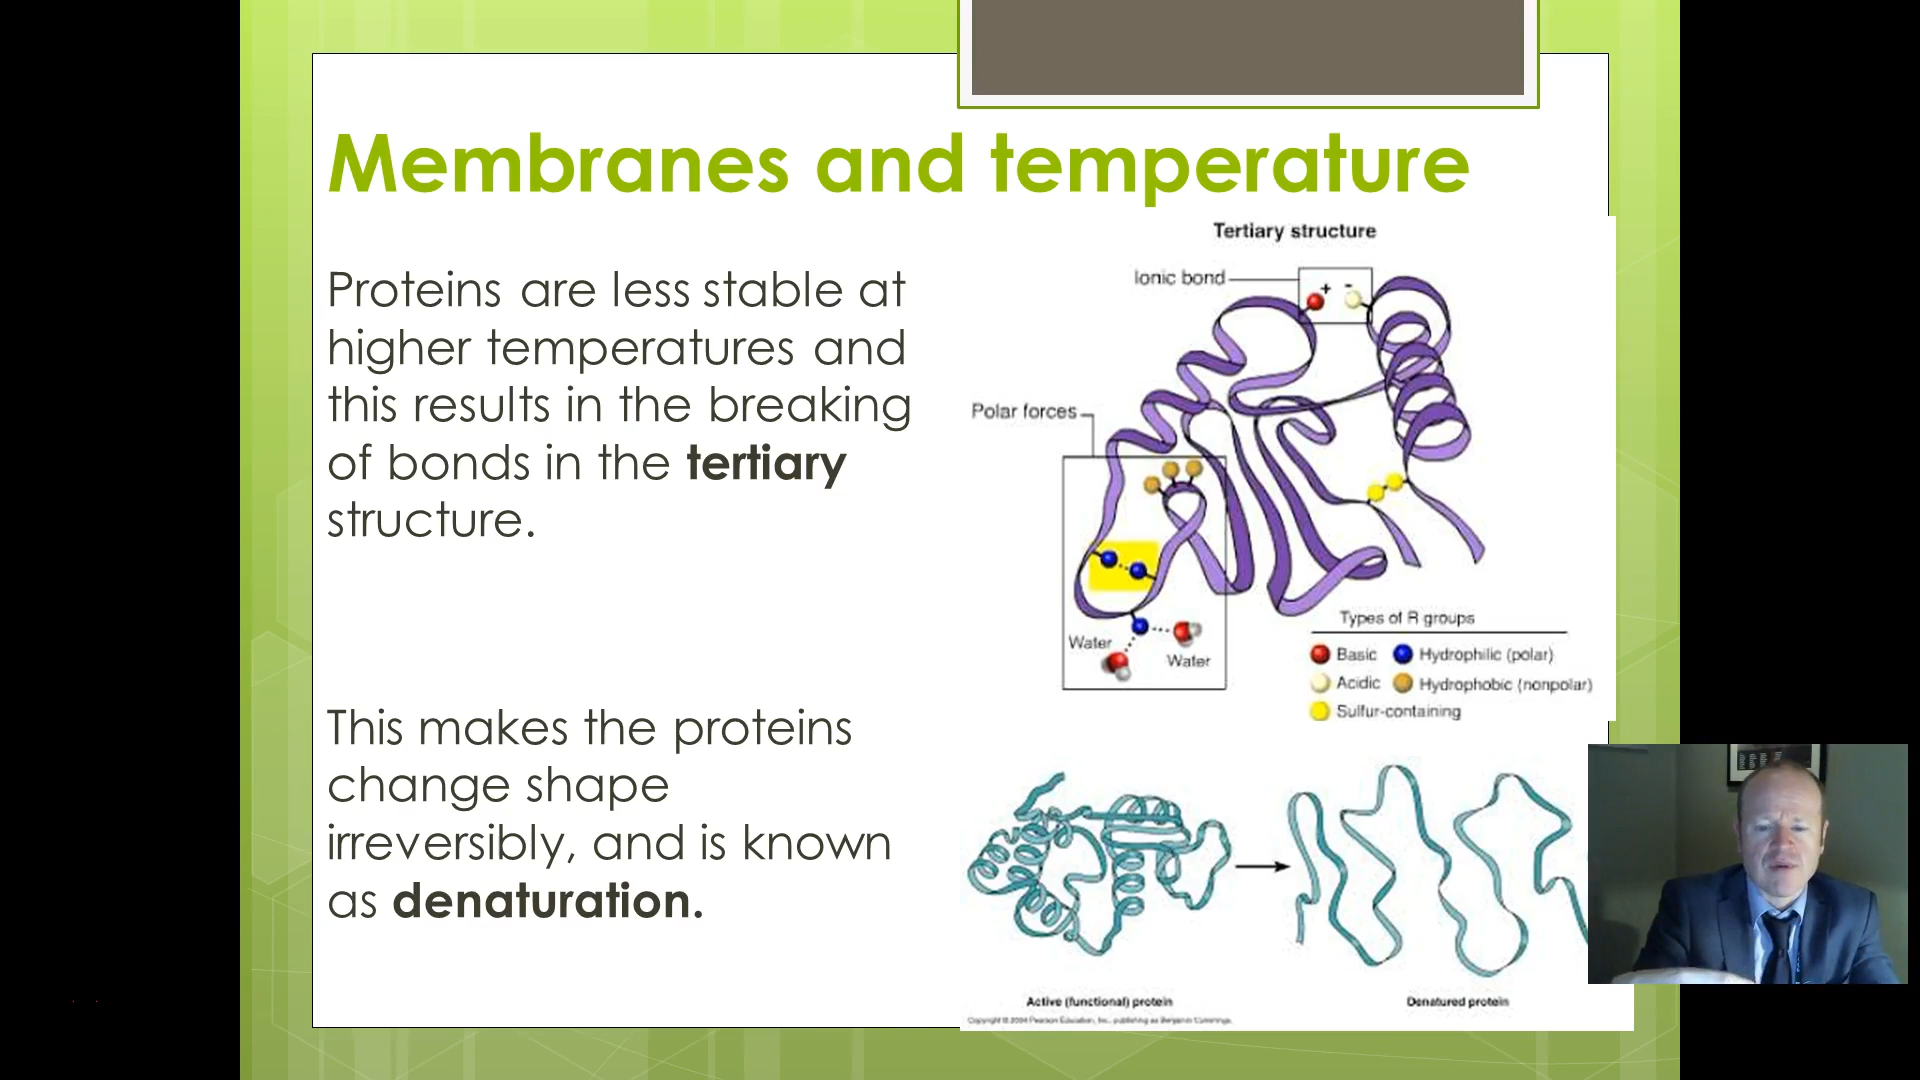 Membranes and temperature
Proteins are less stable at
higher temperatures and
this results in the breaking
of bonds in the tertiary
structure.
This makes the proteins
change shape
irreversibly, and is known
as denaturation.
Tertiary structure
Ionic bond
+ -
Polar forces
Water
Water
Types of R groups
Basic Hydrophilic (polar)
Acidic Hydrophobic (nonpolar)
Sulfur-containing
Active (functional) protein
Denatured protein
Copyright © 2004 Pearson Education, Inc., publishing as Benjamin Cummings.